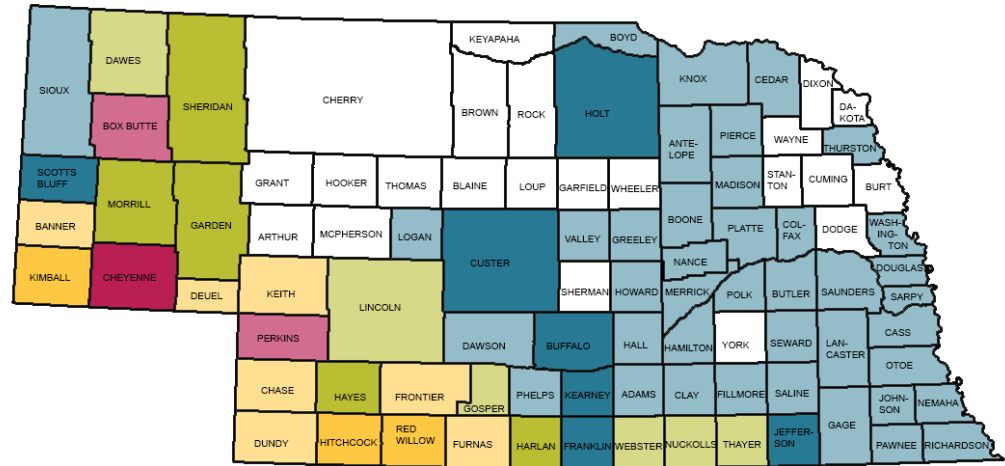 KEYAPAHA
BOYD
DAWES
SIOUX
SHERIDAN
CHERRY
BROWN
ROCK
HOLT
KNOX
CEDAR
DIXON
DA-
KOTA
BOX BUTTE
ANTE-
LOPE
PIERCE
WAYNE
THURSTON
SCOTTS
BLUFF
MORRILL
GARDEN
GRANT
HOOKER
THOMAS
BLAINE
LOUP
GARFIELD
WHEELER
MADISON
STAN-
TON
CUMING
BURT
BANNER
ARTHUR
MCPHERSON
LOGAN
CUSTER
VALLEY
GREELEY
BOONE
PLATTE
COL-
FAX
DODGE
WASH-
ING-
TON
KIMBALL
CHEYENNE
DEUEL
KEITH
LINCOLN
SHERMAN
HOWARD
NANCE
MERRICK
POLK
BUTLER
SAUNDERS
DOUGLAS
SARPY
PERKINS
DAWSON
BUFFALO
HALL
HAMILTON
YORK
SEWARD
LAN-
CASTER
CASS
OTOE
CHASE
HAYES
FRONTIER
GOSPER
PHELPS
KEARNEY
ADAMS
CLAY
FILLMORE
SALINE
GAGE
JOHN-
SON
NEMAHA
DUNDY
HITCHCOCK
RED
WILLOW
FURNAS
HARLAN
FRANKLIN
WEBSTER
NUCKOLLS
THAYER
JEFFER-
SON
PAWNEE
RICHARDSON